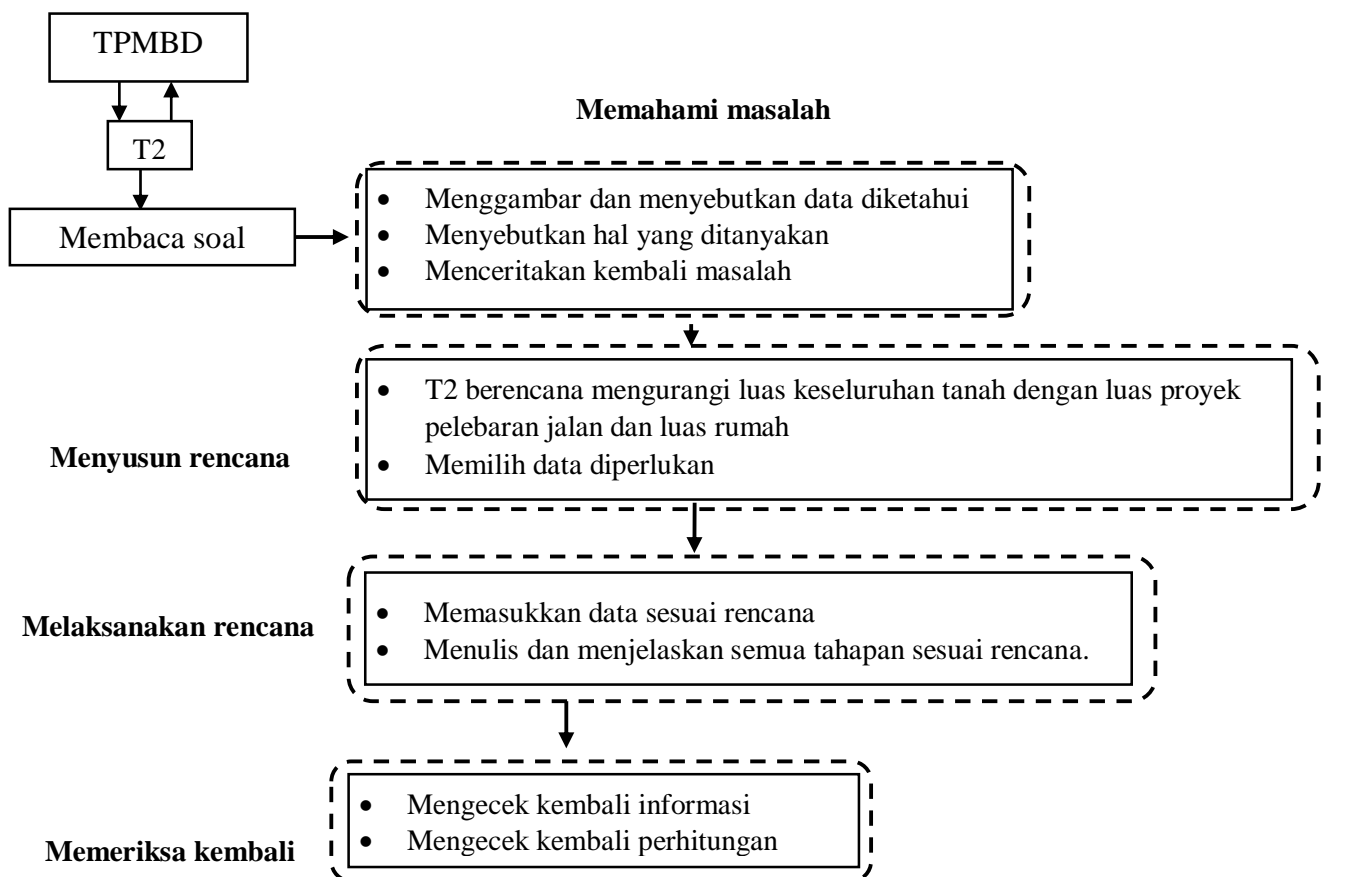 TPMBD
T2
Membaca soal
Memahami masalah
• Menggambar dan menyebutkan data diketahui
• Menyebutkan hal yang ditanyakan
• Menceritakan kembali masalah
Menyusun rencana
• T2 berencana mengurangi luas keseluruhan tanah dengan luas proyek
pelebaran jalan dan luas rumah
• Memilih data diperlukan
Melaksanakan rencana
• Memasukkan data sesuai rencana
• Menulis dan menjelaskan semua tahapan sesuai rencana.
Memeriksa kembali
• Mengecek kembali informasi
• Mengecek kembali perhitungan